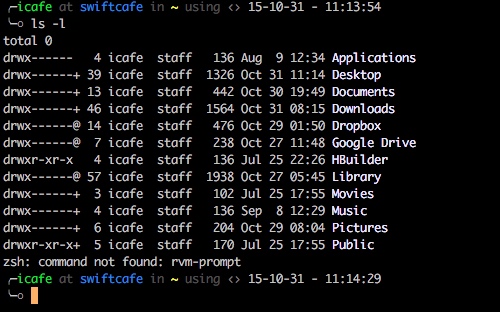 ╭─icafe at swiftcafe in ~ using ‹› 15-10-31 - 11:13:54
╰─○ ls -l
total 0
drwx------   4 icafe  staff   136 Aug  9 12:34 Applications
drwx------+ 39 icafe  staff  1326 Oct 31 11:14 Desktop
drwx------+ 13 icafe  staff   442 Oct 30 19:49 Documents
drwx------+ 46 icafe  staff  1564 Oct 31 08:15 Downloads
drwx------@ 14 icafe  staff   476 Oct 29 01:50 Dropbox
drwx------@  7 icafe  staff   238 Oct 27 11:48 Google Drive
drwxr-xr-x   4 icafe  staff   136 Jul 25 22:26 HBuilder
drwx------@ 57 icafe  staff  1938 Oct 27 05:45 Library
drwx------+  3 icafe  staff   102 Jul 25 17:55 Movies
drwx------+  4 icafe  staff   136 Sep  8 12:29 Music
drwx------+  6 icafe  staff   204 Oct 29 08:04 Pictures
drwxr-xr-x+  5 icafe  staff   170 Jul 25 17:55 Public
zsh: command not found: rvm-prompt
╭─icafe at swiftcafe in ~ using ‹› 15-10-31 - 11:14:29
╰─○